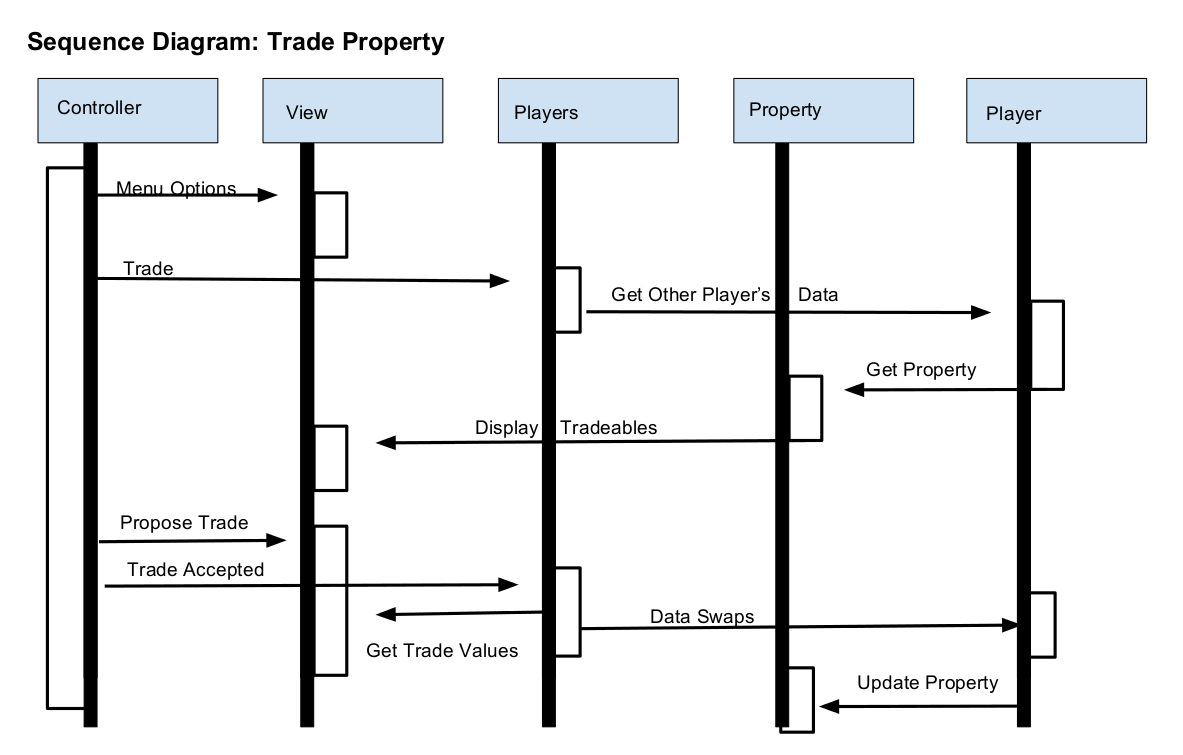 Sequence Diagram: Trade Property
Controller
View
Players
Property
Player
Menu Options
Trade
Get Other Player's Data
Get Property
Display Tradeables
Propose Trade
Trade Accepted
Data Swaps
Get Trade Values
Update Property